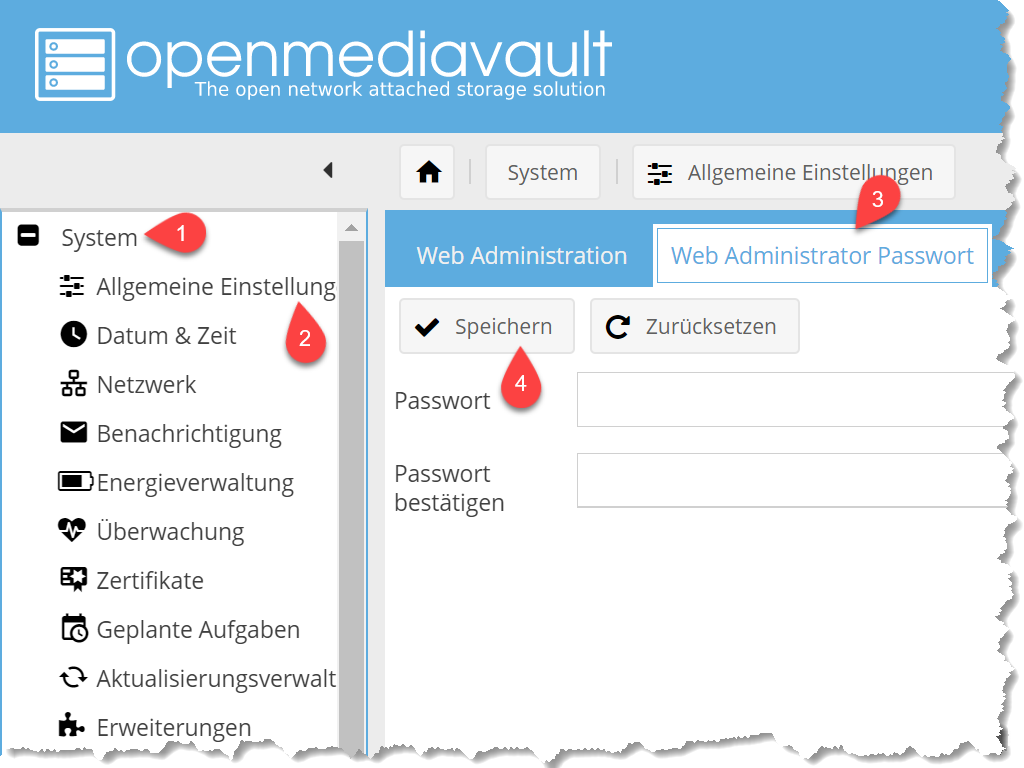 openmediavault
The open network attached storage solution
System
Allgemeine Einstellungen
3
System
1
Web Administration
Web Administrator Passwort
Allgemeine Einstellung
2
Speichern
Zurücksetzen
4
Datum & Zeit
Netzwerk
Passwort
Benachrichtigung
Passwort
bestätigen
Energieverwaltung
Überwachung
Zertifikate
Geplante Aufgaben
Aktualisierungsverwalt
Erweiterungen